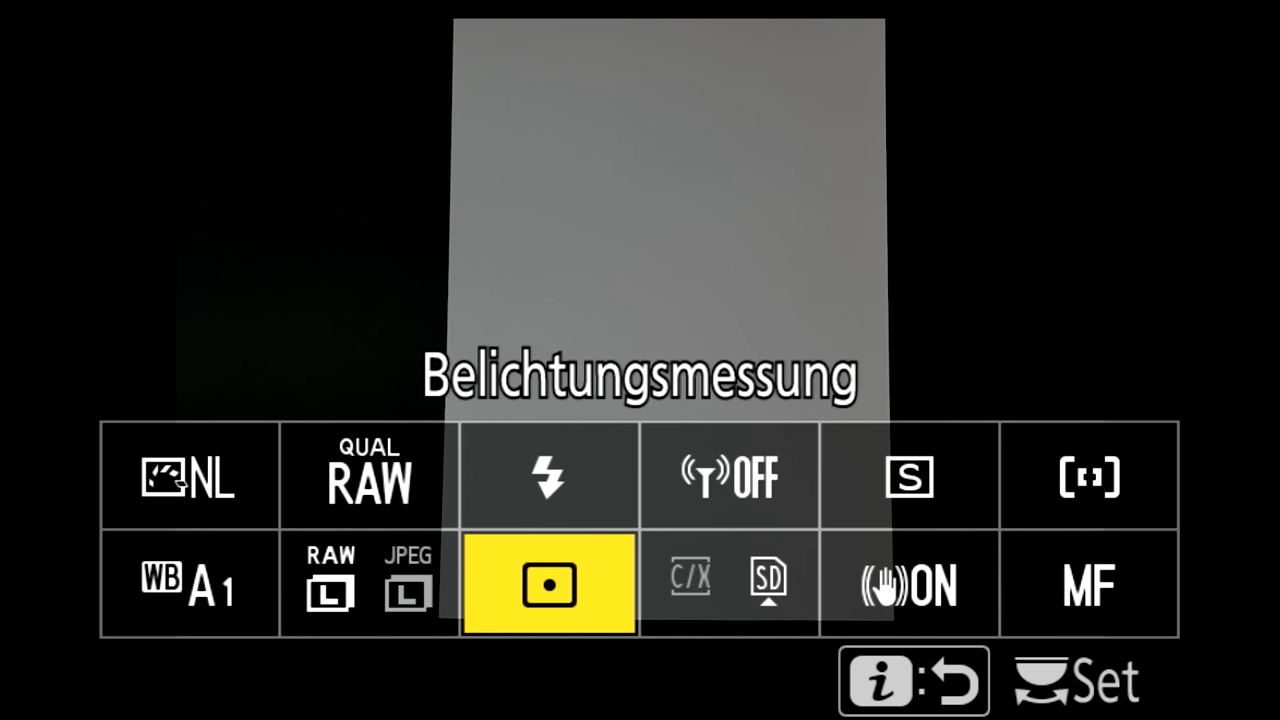 Belichtungsmessung
NL
QUAL
RAW
OFF
S
WB A1
RAW JPEG
L L
C/X SD
ON
MF
i: Set